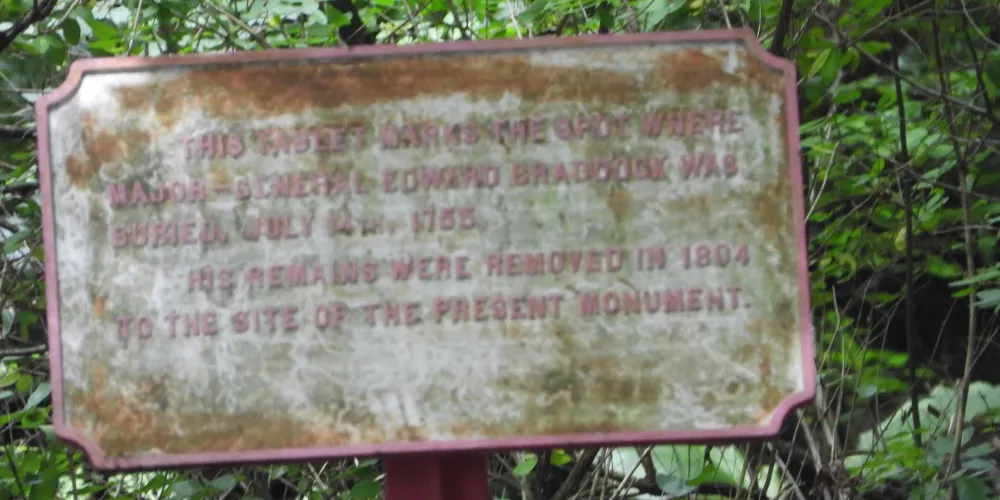 THIS TABLET MARKS THE SPOT WHERE
MAJOR-GENERAL EDWARD BRADDOCK WAS
BURIED, JULY 14TH, 1755.
HIS REMAINS WERE REMOVED IN 1804
TO THE SITE OF THE PRESENT MONUMENT.